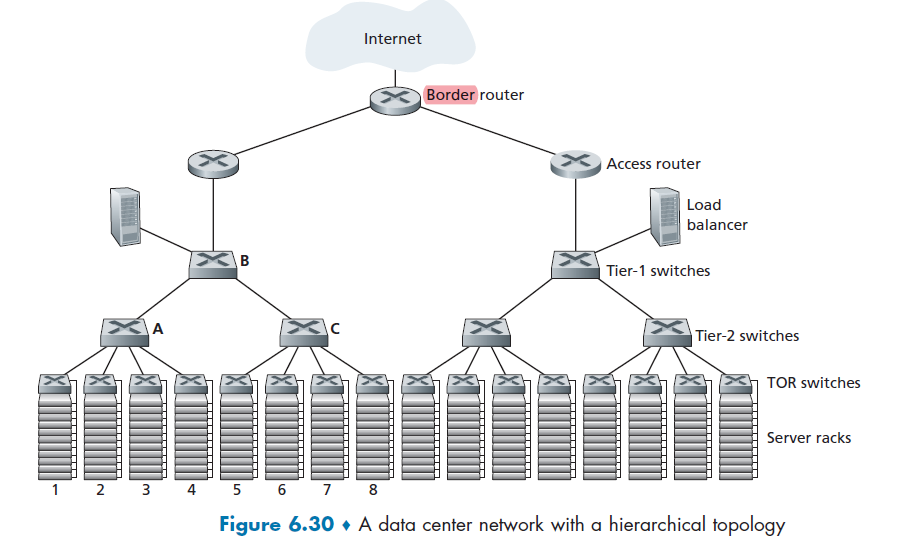 Internet
Border router
Access router
Load
balancer
B
Tier-1 switches
A
C
Tier-2 switches
TOR switches
Server racks
1 2 3 4 5 6 7 8
Figure 6.30 ♦ A data center network with a hierarchical topology